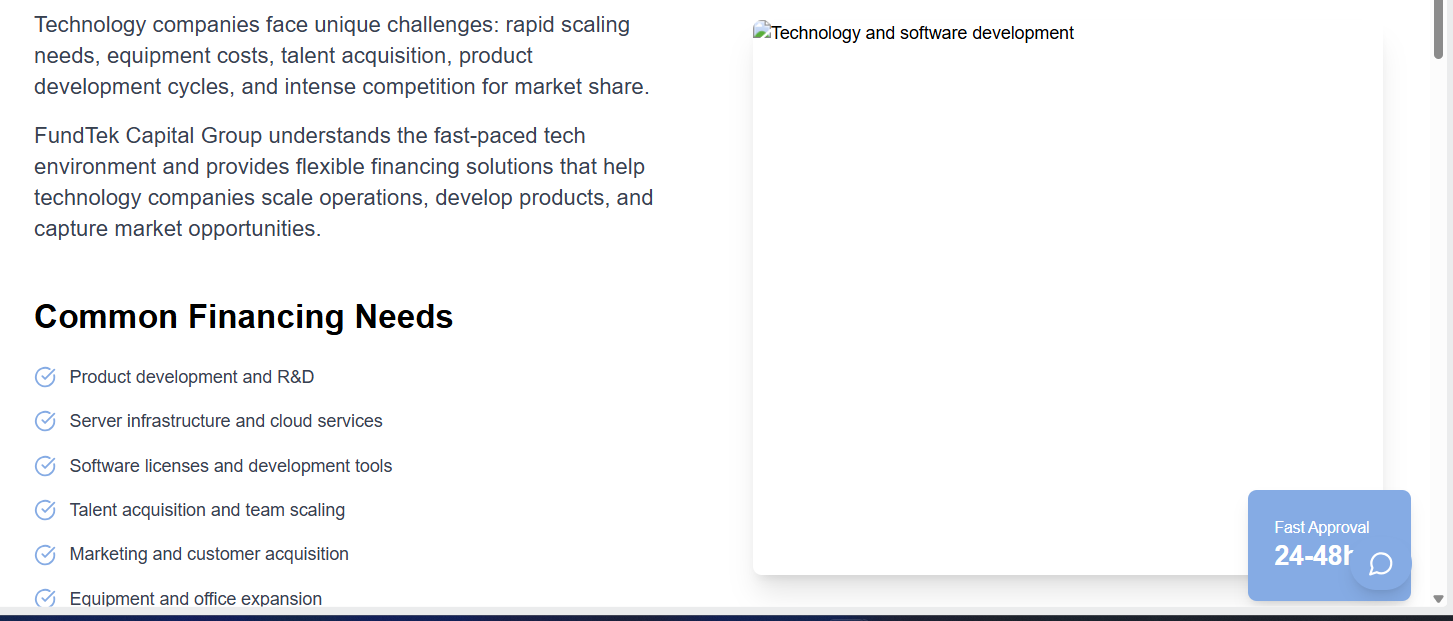 Technology companies face unique challenges: rapid scaling
needs, equipment costs, talent acquisition, product
development cycles, and intense competition for market share.
FundTek Capital Group understands the fast-paced tech
environment and provides flexible financing solutions that help
technology companies scale operations, develop products, and
capture market opportunities.
Common Financing Needs
Product development and R&D
Server infrastructure and cloud services
Software licenses and development tools
Talent acquisition and team scaling
Marketing and customer acquisition
Equipment and office expansion
Technology and software development
Fast Approval
24-48h